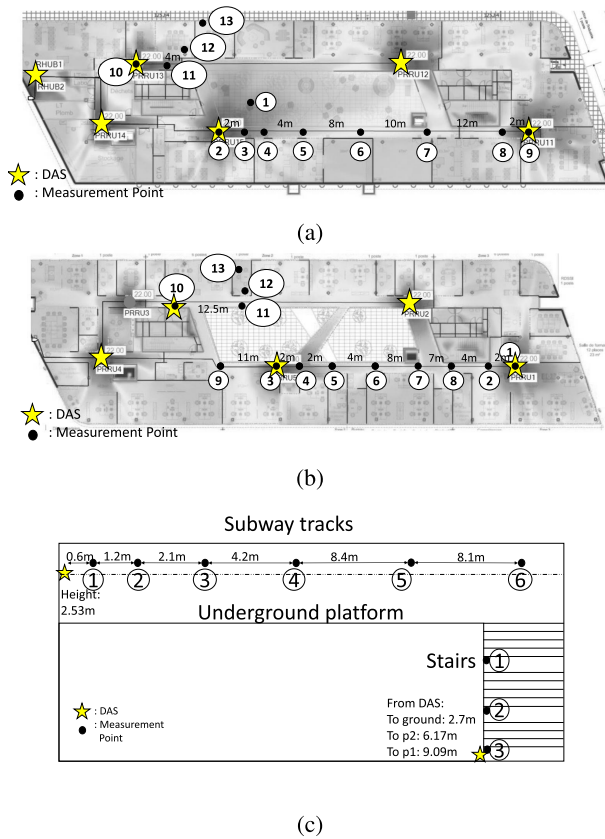 13
12
22.00
4m
RHUB1
RHUB2
10
PRRU13
11
PRRU12
1
22.00
PRRU14
2m
4m
8m
10m
12m
2m
22.00
PRRU11
2
3
4
5
6
7
8
9
: DAS
: Measurement Point
(a)
13
12
10
22.00
PRRU3
12.5m
11
22.00
PRRU2
22.00
PRRU4
11m
2m
2m
4m
8m
7m
4m
2m
1
22.00
PRRU1
9
3
4
5
6
7
8
2
: DAS
: Measurement Point
(b)
Subway tracks
0.6m
1.2m
2.1m
4.2m
8.4m
8.1m
1
2
3
4
5
6
Height:
2.53m
Underground platform
Stairs
1
From DAS:
To ground: 2.7m
To p2: 6.17m
To p1: 9.09m
2
3
: DAS
: Measurement
Point
(c)